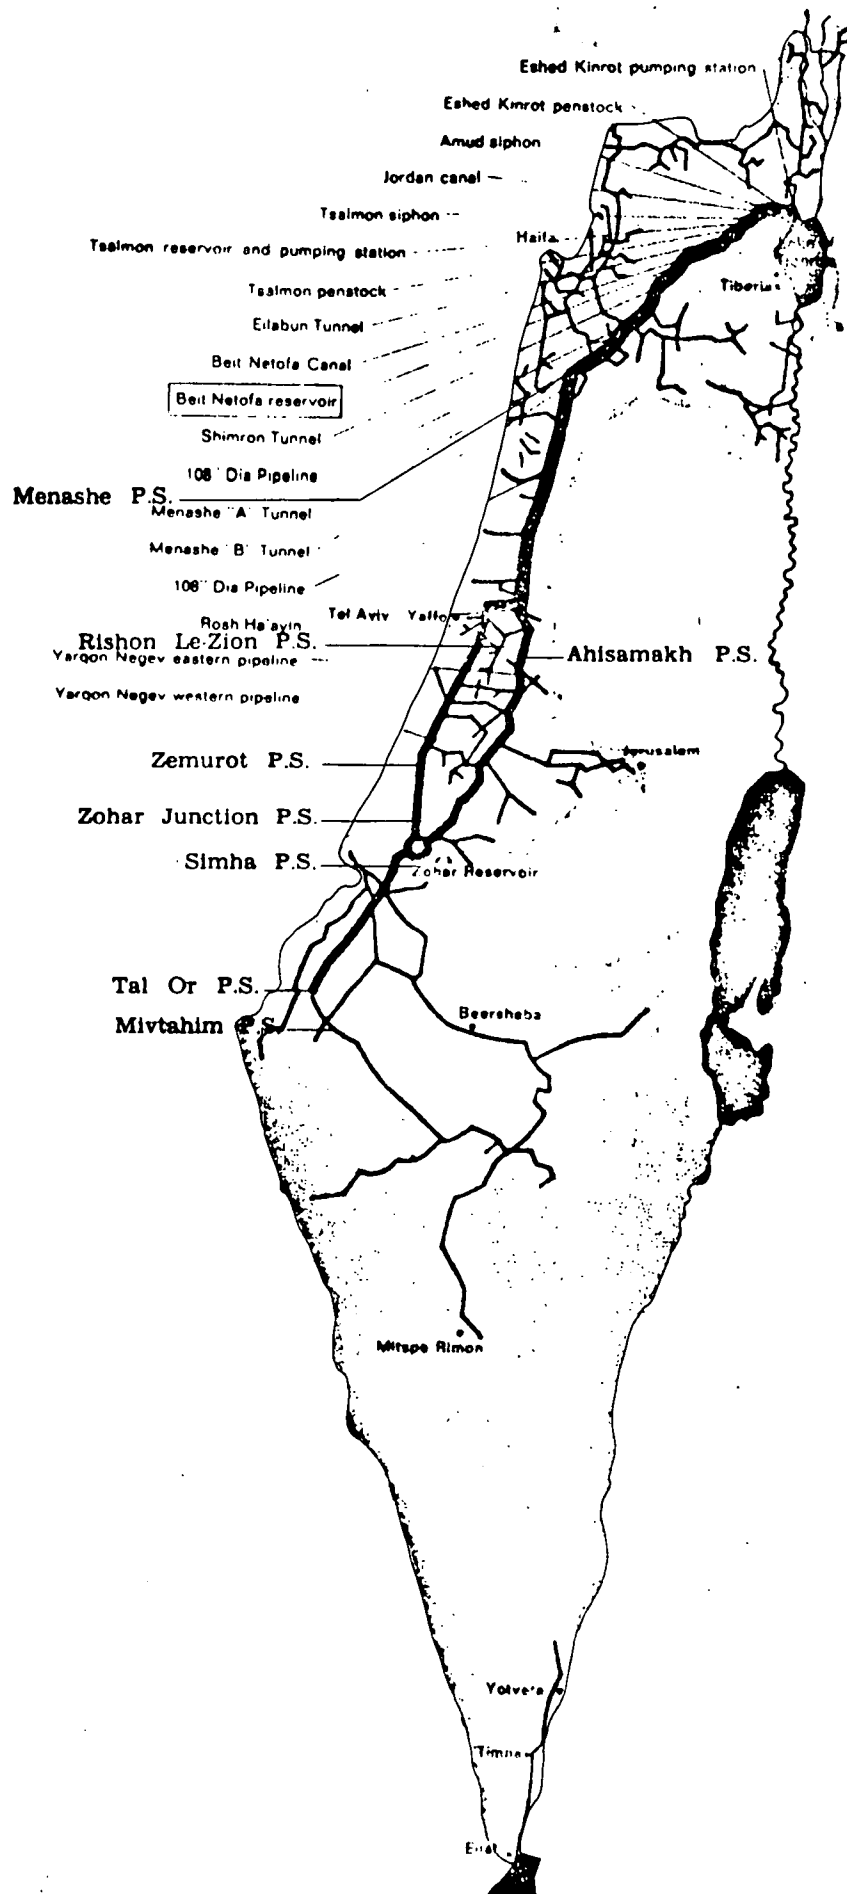 Eshed Kinrot pumping station
Eshed Kinrot penstock
Amud siphon
Jordan canal
Tsalmon siphon
Haifa
Tsalmon reservoir and pumping station
Tiberias
Tsalmon penstock
Eilabun Tunnel
Beit Netofa Canal
Beit Netofa reservoir
Shimron Tunnel
108" Dia Pipeline
Menashe P.S.
Menashe "A" Tunnel
Menashe "B" Tunnel
108" Dia Pipeline
Rosh Ha'ayin
Tel Aviv Yaffo
Rishon Le-Zion P.S.
Ahisamakh P.S.
Yarqon Negev eastern pipeline
Yarqon Negev western pipeline
Jerusalem
Zemurot P.S.
Zohar Junction P.S.
Simha P.S.
Zohar Reservoir
Tal Or P.S.
Beersheba
Mivtahim P.S.
Mitspe Rimon
Yotveta
Timna
Eilat